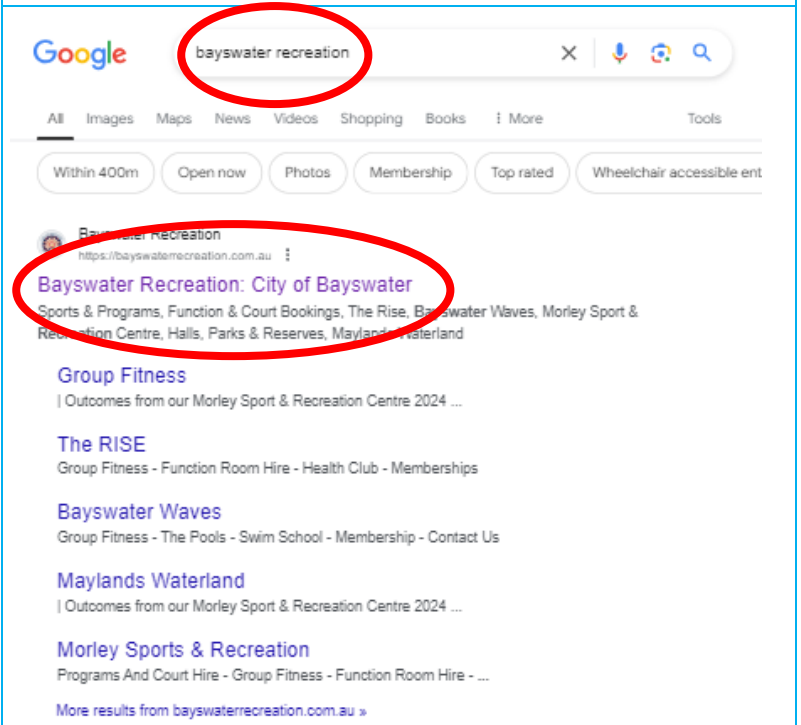 Google
bayswater recreation
All Images Maps News Videos Shopping Books More Tools
Within 400m Open now Photos Membership Top rated Wheelchair accessible ent
Bayswater Recreation
https://bayswaterrecreation.com.au
Bayswater Recreation: City of Bayswater
Sports & Programs, Function & Court Bookings, The Rise, Bayswater Waves, Morley Sport &
Recreation Centre, Halls, Parks & Reserves, Maylands Waterland
Group Fitness
| Outcomes from our Morley Sport & Recreation Centre 2024 ...
The RISE
Group Fitness - Function Room Hire - Health Club - Memberships
Bayswater Waves
Group Fitness - The Pools - Swim School - Membership - Contact Us
Maylands Waterland
| Outcomes from our Morley Sport & Recreation Centre 2024 ...
Morley Sports & Recreation
Programs And Court Hire - Group Fitness - Function Room Hire - ...
More results from bayswaterrecreation.com.au »